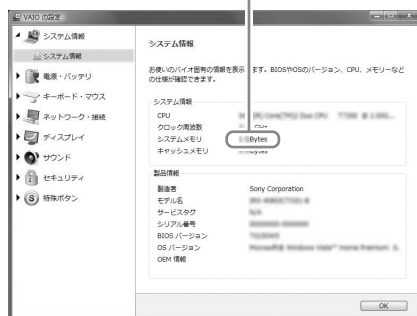 VAIO の設定
システム情報
システム情報
電源・バッテリ
キーボード・マウス
ネットワーク・接続
ディスプレイ
サウンド
セキュリティ
特殊ボタン
システム情報
お使いのバイオ固有の情報を表示 ます。BIOSやOSのバージョン、CPU、メモリーなど
の仕様が確認できます。
システム情報
CPU
クロック周波数 GHz
システムメモリ Bytes
キャッシュメモリ Bytes
製品情報
製造者 Sony Corporation
モデル名
サービスタグ N/A
シリアル番号
BIOS バージョン
OS バージョン
OEM 情報
OK